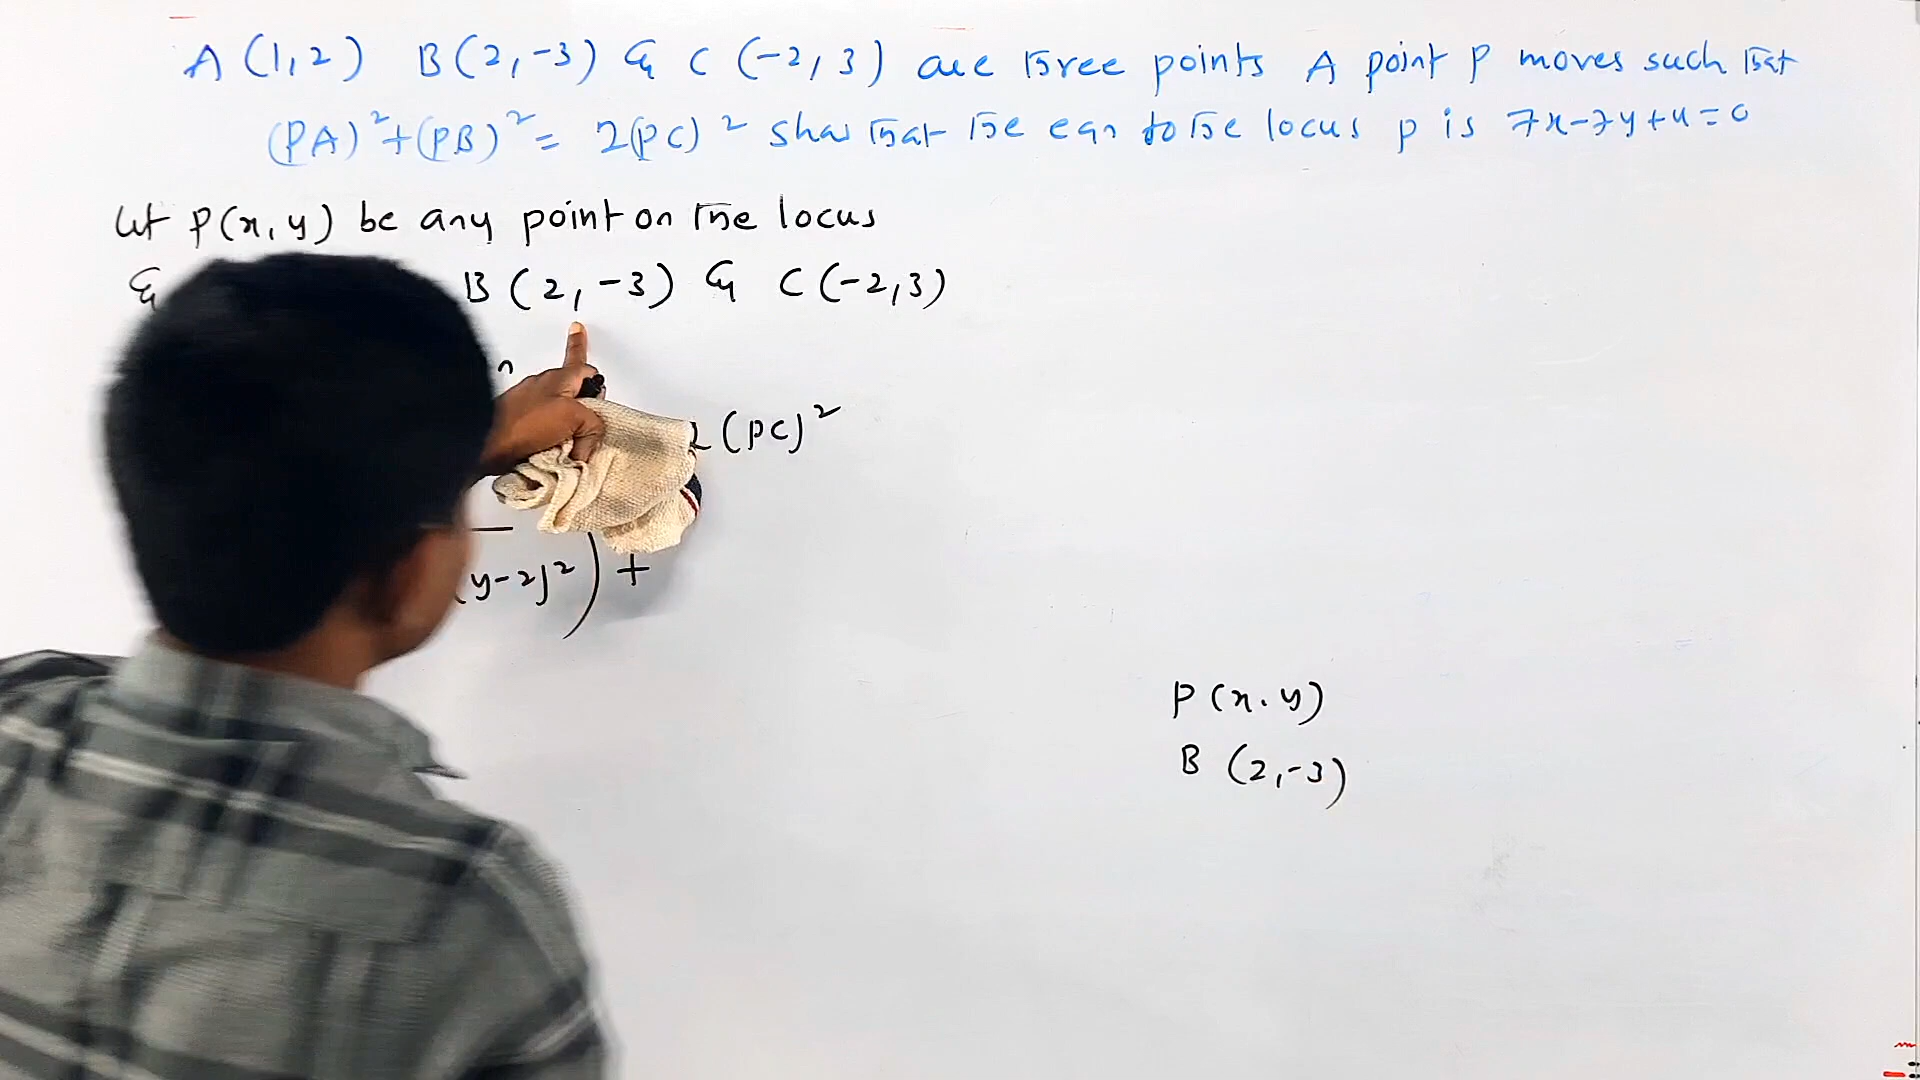 A (1,2) B (2,-3) & C (-2,3) are three points A point P moves such that
(PA)²+(PB)² = 2(PC)² show that the eqn to the locus p is 7x-7y+4=0
Let P(x,y) be any point on the locus
& B (2,-3) & C (-2,3)
2(PC)²
(y-2)²) +
P (x.y)
B (2,-3)